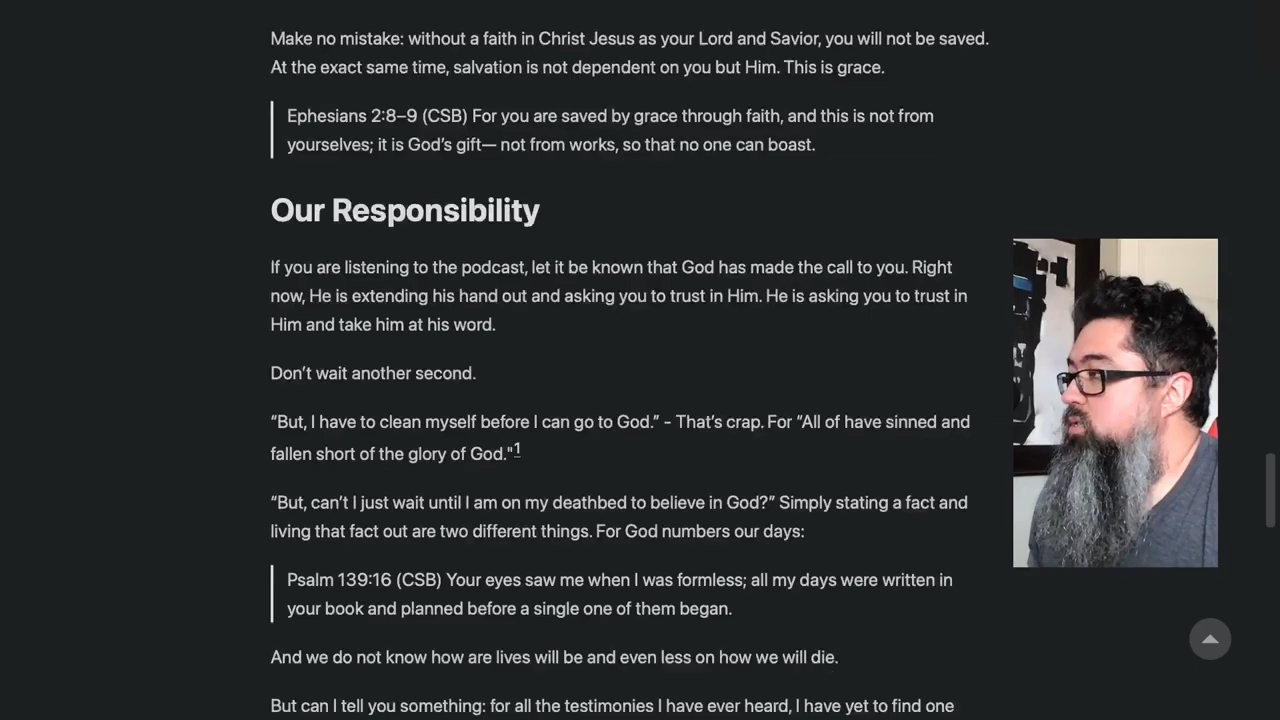 Make no mistake: without a faith in Christ Jesus as your Lord and Savior, you will not be saved.
At the exact same time, salvation is not dependent on you but Him. This is grace.
Ephesians 2:8–9 (CSB) For you are saved by grace through faith, and this is not from
yourselves; it is God’s gift— not from works, so that no one can boast.
Our Responsibility
If you are listening to the podcast, let it be known that God has made the call to you. Right
now, He is extending his hand out and asking you to trust in Him. He is asking you to trust in
Him and take him at his word.
Don’t wait another second.
“But, I have to clean myself before I can go to God.” - That’s crap. For “All of have sinned and
fallen short of the glory of God."1
“But, can’t I just wait until I am on my deathbed to believe in God?” Simply stating a fact and
living that fact out are two different things. For God numbers our days:
Psalm 139:16 (CSB) Your eyes saw me when I was formless; all my days were written in
your book and planned before a single one of them began.
And we do not know how are lives will be and even less on how we will die.
But can I tell you something: for all the testimonies I have ever heard, I have yet to find one